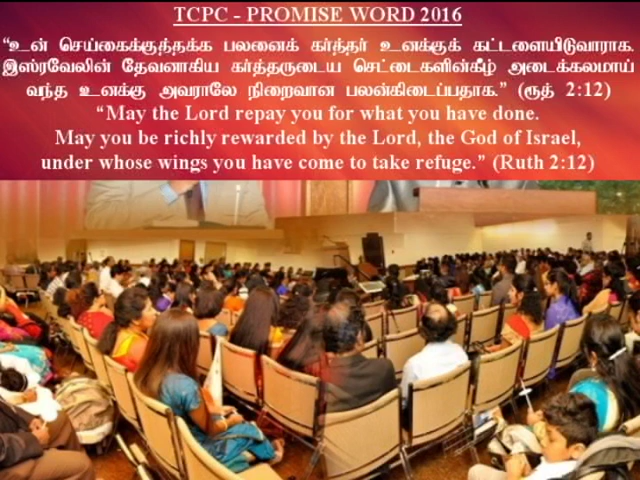 TCPC - PROMISE WORD 2016
“உன் செய்கைக்குத்தக்க பலனைக் கர்த்தர் உனக்குக் கட்டளையிடுவாராக.
இஸ்ரவேலின் தேவனாகிய கர்த்தருடைய செட்டைகளின்கீழ் அடைக்கலமாய்
வந்த உனக்கு அவராலே நிறைவான பலன்கிடைப்பதாக.” (ரூத் 2:12)
“May the Lord repay you for what you have done.
May you be richly rewarded by the Lord, the God of Israel,
under whose wings you have come to take refuge.” (Ruth 2:12)